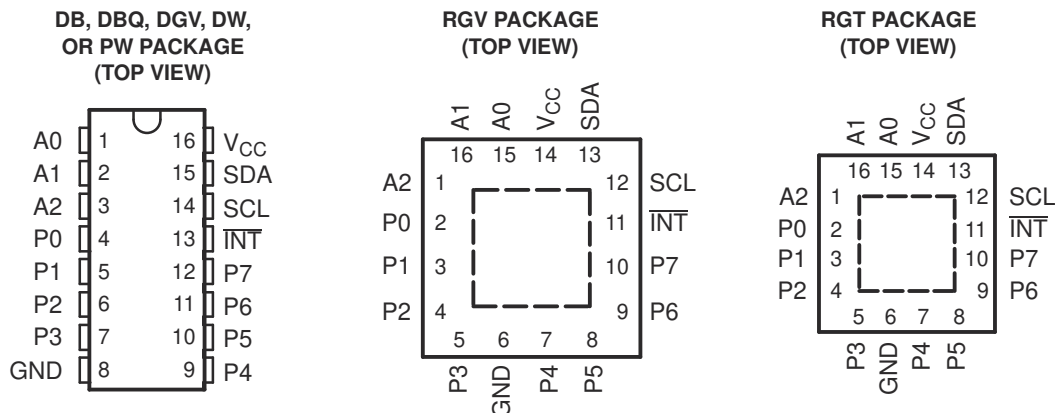 DB, DBQ, DGV, DW,
OR PW PACKAGE
(TOP VIEW)
A0 1 16 VCC
A1 2 15 SDA
A2 3 14 SCL
P0 4 13 INT
P1 5 12 P7
P2 6 11 P6
P3 7 10 P5
GND 8 9 P4
RGV PACKAGE
(TOP VIEW)
A1 A0 VCC SDA
16 15 14 13
A2 1 12 SCL
P0 2 11 INT
P1 3 10 P7
P2 4 9 P6
5 6 7 8
P3 GND P4 P5
RGT PACKAGE
(TOP VIEW)
A1 A0 VCC SDA
16 15 14 13
A2 1 12 SCL
P0 2 11 INT
P1 3 10 P7
P2 4 9 P6
5 6 7 8
P3 GND P4 P5